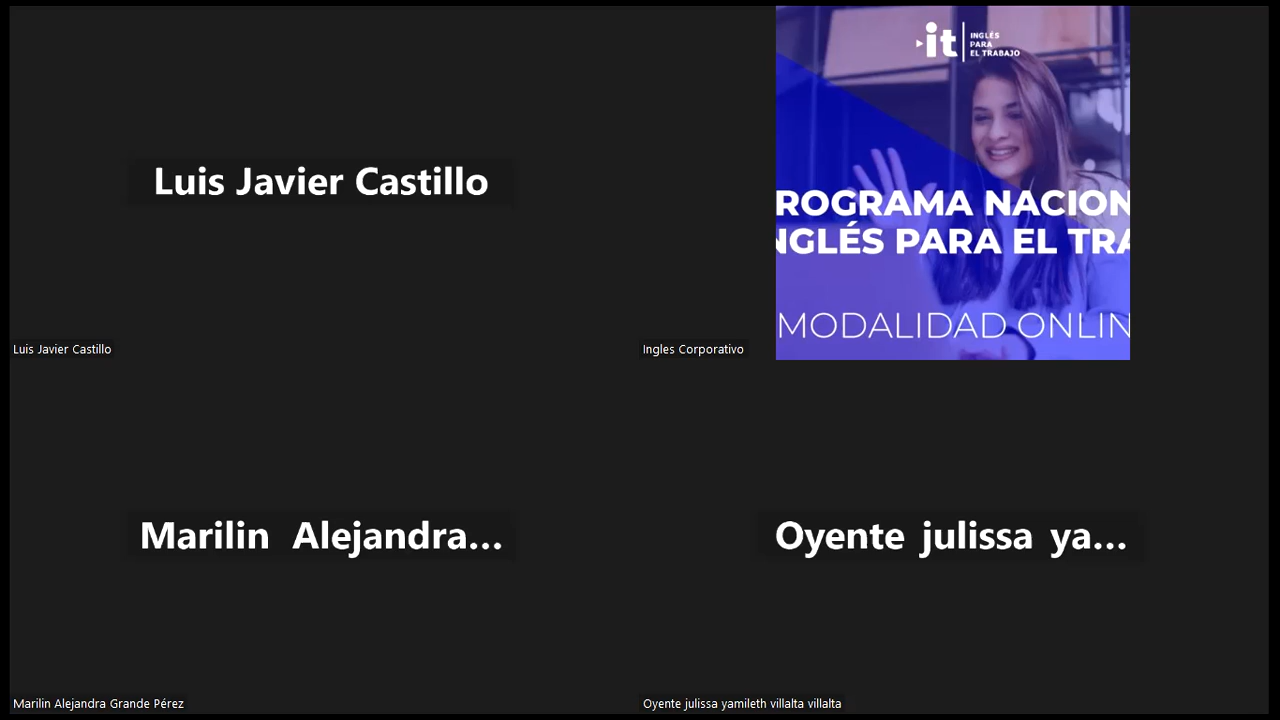 Luis Javier Castillo
Luis Javier Castillo
it
INGLÉS
PARA
EL TRABAJO
ROGRAMA NACION
NGLÉS PARA EL TRA
MODALIDAD ONLIN
Ingles Corporativo
Marilin Alejandra...
Marilin Alejandra Grande Pérez
Oyente julissa ya...
Oyente julissa yamileth villalta villalta